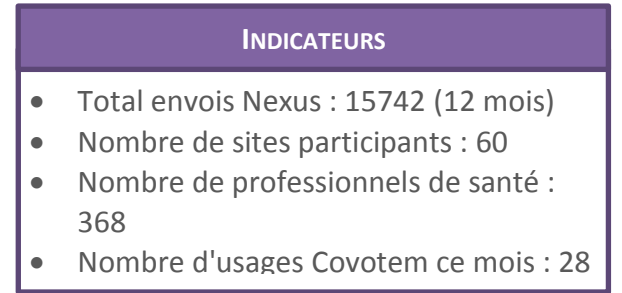 INDICATEURS
• Total envois Nexus : 15742 (12 mois)
• Nombre de sites participants : 60
• Nombre de professionnels de santé :
368
• Nombre d'usages Covotem ce mois : 28